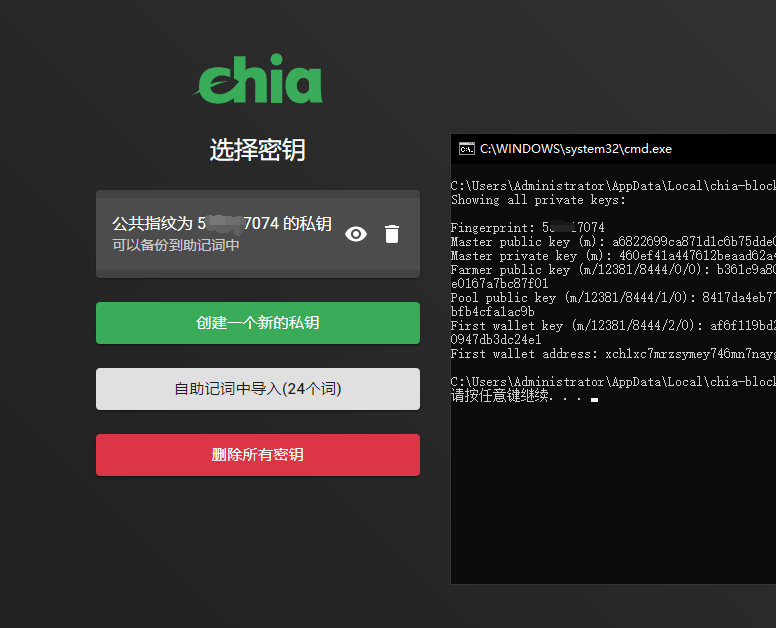 chia
选择密钥
公共指纹为 5 7074 的私钥
可以备份到助记词中
创建一个新的私钥
自助记词中导入(24个词)
删除所有密钥
C:\WINDOWS\system32\cmd.exe
C:\Users\Administrator\AppData\Local\chia-block
Showing all private keys:
Fingerprint: 5 7074
Master public key (m): a6822699ca871d1c6b75dde
Master private key (m): 460ef41a447612beaad62a
Farmer public key (m/12381/8444/0/0): b361c9a8
e0167a7bc87f01
Pool public key (m/12381/8444/1/0): 8417da4eb7
bfb4cfa1ac9b
First wallet key (m/12381/8444/2/0): af6f119bd
0947db3dc24e1
First wallet address: xch1xc7mrzsymey746mn7nay
C:\Users\Administrator\AppData\Local\chia-block
请按任意键继续. . .